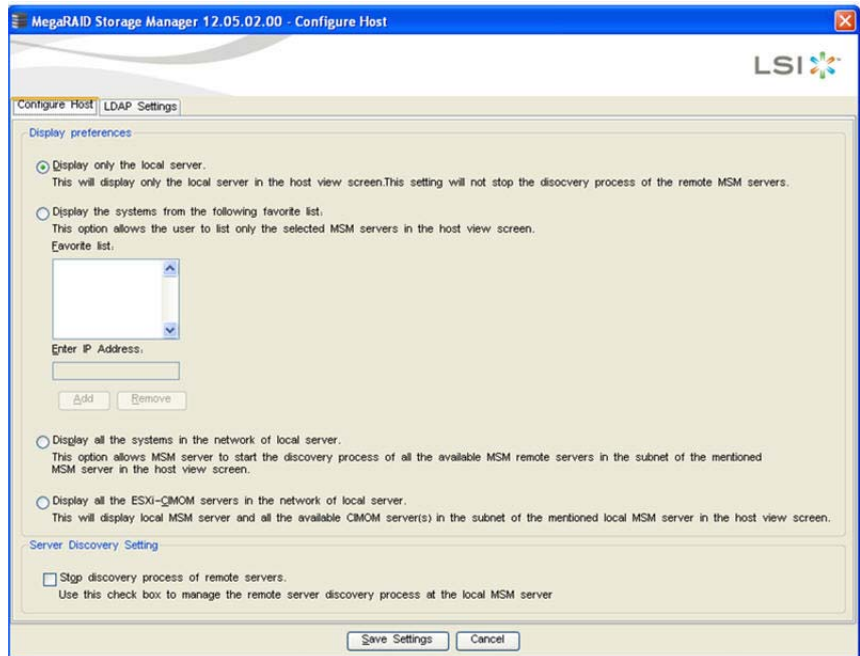 MegaRAID Storage Manager 12.05.02.00 - Configure Host
LSI
Configure Host
LDAP Settings
Display preferences
Display only the local server.
This will display only the local server in the host view screen.This setting will not stop the disocvery process of the remote MSM servers.
Display the systems from the following favorite list:
This option allows the user to list only the selected MSM servers in the host view screen.
Favorite list:
Enter IP Address:
Add
Remove
Display all the systems in the network of local server.
This option allows MSM server to start the discovery process of all the available MSM remote servers in the subnet of the mentioned
MSM server in the host view screen.
Display all the ESXi-CIMOM servers in the network of local server.
This will display local MSM server and all the available CIMOM server(s) in the subnet of the mentioned local MSM server in the host view screen.
Server Discovery Setting
Stop discovery process of remote servers.
Use this check box to manage the remote server discovery process at the local MSM server
Save Settings
Cancel